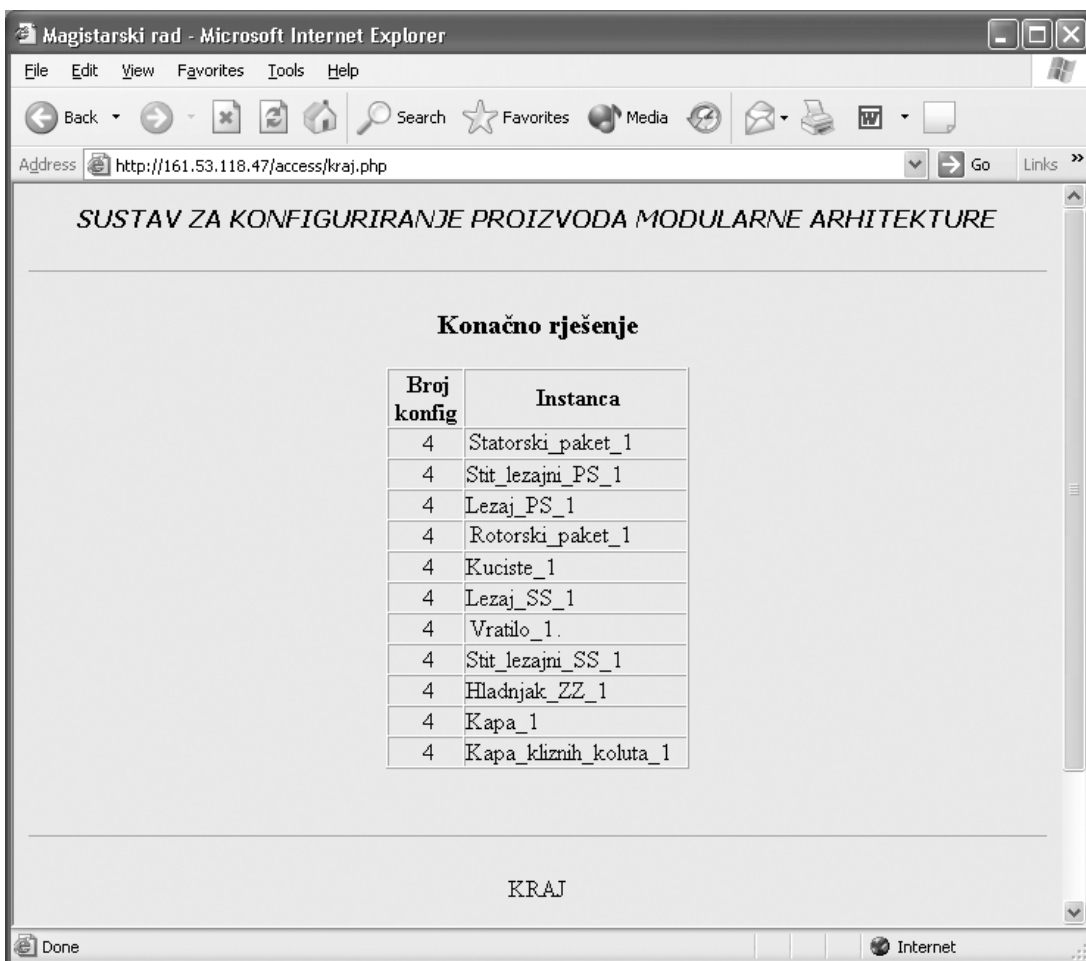 Magistarski rad - Microsoft Internet Explorer
File Edit View Favorites Tools Help
Back Search Favorites Media
Address http://161.53.118.47/access/kraj.php Go Links »
SUSTAV ZA KONFIGURIRANJE PROIZVODA MODULARNE ARHITEKTURE
Konačno rješenje
Broj konfig Instanca
4 Statorski_paket_1
4 Stit_lezajni_PS_1
4 Lezaj_PS_1
4 Rotorski_paket_1
4 Kuciste_1
4 Lezaj_SS_1
4 Vratilo_1.
4 Stit_lezajni_SS_1
4 Hladnjak_ZZ_1
4 Kapa_1
4 Kapa_kliznih_koluta_1
KRAJ
Done Internet